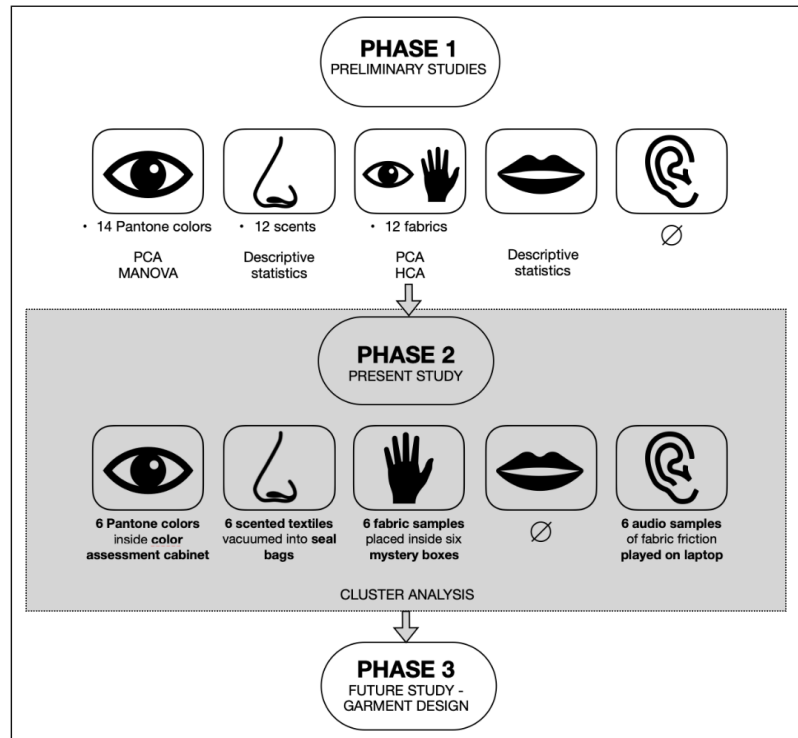 PHASE 1
PRELIMINARY STUDIES
• 14 Pantone colors
• 12 scents
• 12 fabrics
∅
PCA
MANOVA
Descriptive
statistics
PCA
HCA
Descriptive
statistics
PHASE 2
PRESENT STUDY
6 Pantone colors
inside color
assessment cabinet
6 scented textiles
vacuumed into seal
bags
6 fabric samples
placed inside six
mystery boxes
∅
6 audio samples
of fabric friction
played on laptop
CLUSTER ANALYSIS
PHASE 3
FUTURE STUDY -
GARMENT DESIGN